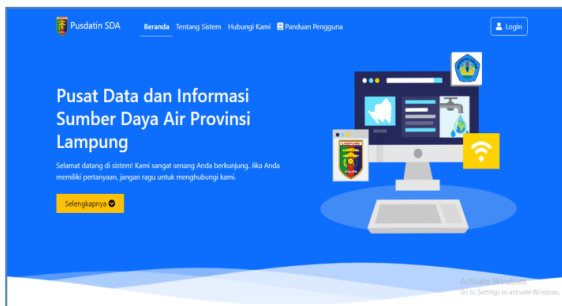 Pusdatin SDA
Beranda Tentang Sistem Hubungi Kami Panduan Pengguna
Login
Pusat Data dan Informasi
Sumber Daya Air Provinsi
Lampung
Selamat datang di sistem! Kami sangat senang Anda berkunjung. Jika Anda
memiliki pertanyaan, jangan ragu untuk menghubungi kami.
Selengkapnya
Activate Windows
Go to Settings to activate Windows.